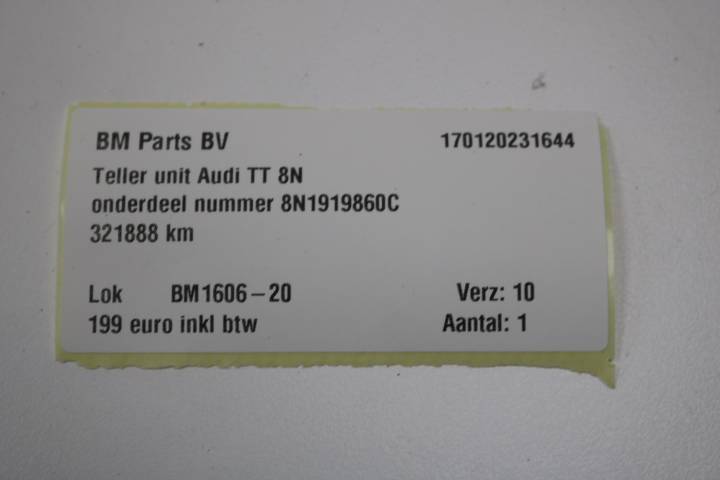 BM Parts BV 170120231644
Teller unit Audi TT 8N
onderdeel nummer 8N1919860C
321888 km
Lok BM1606-20 Verz: 10
199 euro inkl btw Aantal: 1